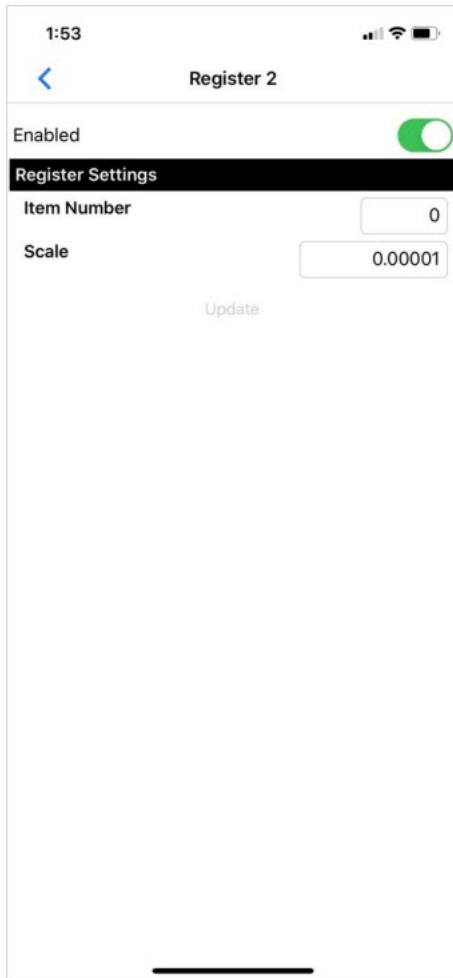 1:53
Register 2
Enabled
Register Settings
Item Number 0
Scale 0.00001
Update